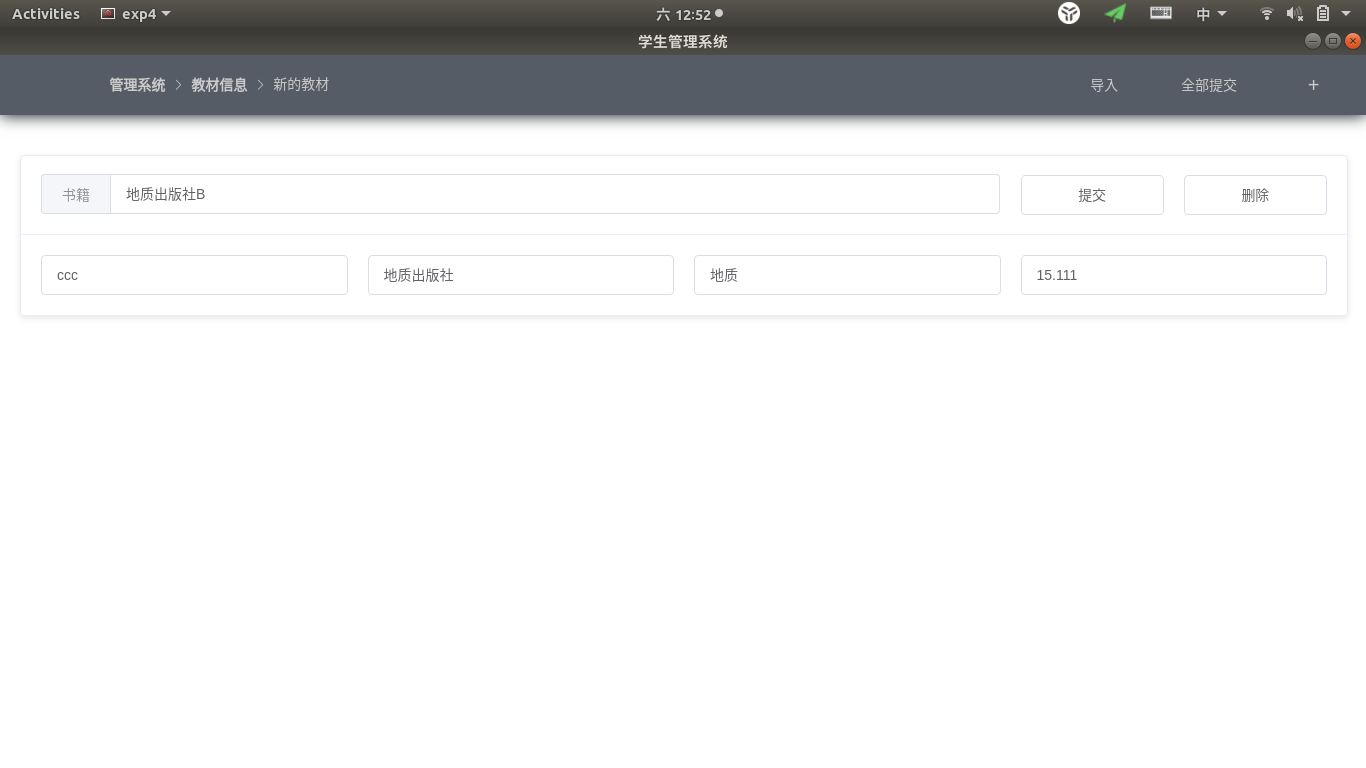 Activities exp4 六 12:52 中
学生管理系统
管理系统 教材信息 新的教材 导入 全部提交 +
书籍 地质出版社B 提交 删除
ccc 地质出版社 地质 15.111